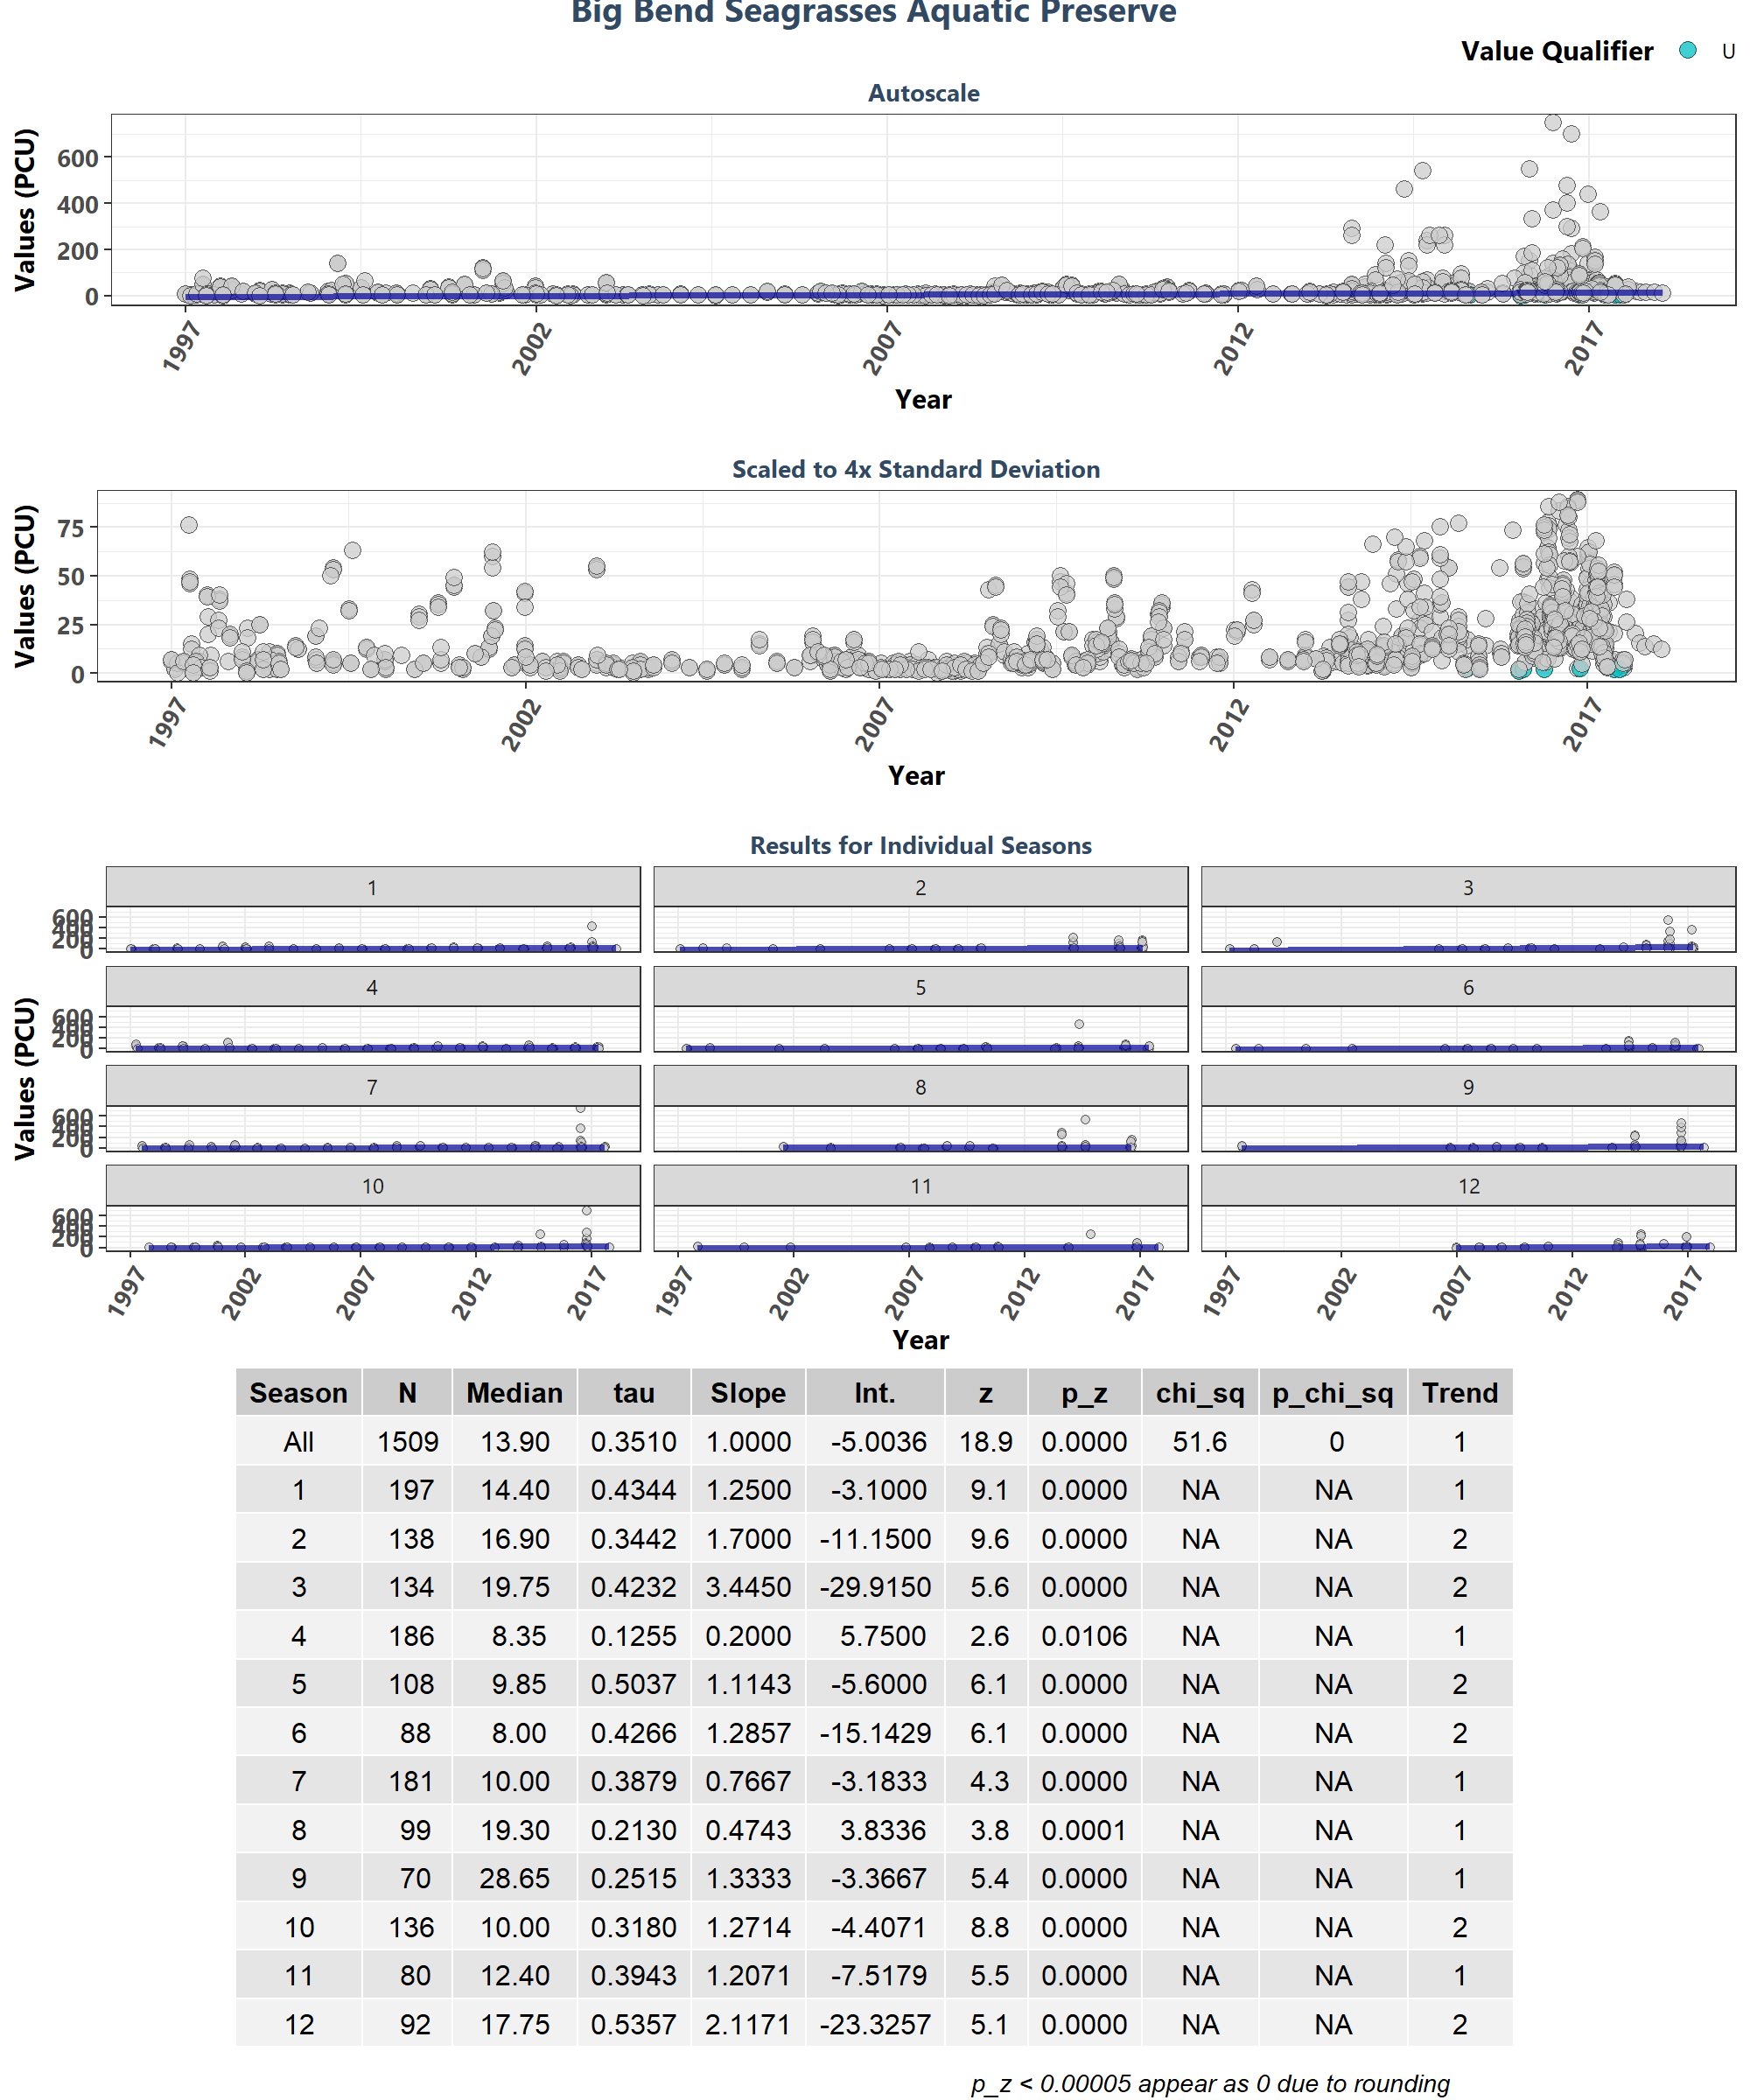 Big Bend Seagrasses Aquatic Preserve
Value Qualifier U
Autoscale
Values (PCU)
600
400
200
0
1997 2002 2007 2012 2017
Year
Scaled to 4x Standard Deviation
Values (PCU)
75
50
25
0
1997 2002 2007 2012 2017
Year
Results for Individual Seasons
Values (PCU)
1 2 3
600
400
200
0
4 5 6
600
400
200
0
7 8 9
600
400
200
0
10 11 12
600
400
200
0
1997 2002 2007 2012 2017 1997 2002 2007 2012 2017 1997 2002 2007 2012 2017
Year
Season N Median tau Slope Int. z p_z chi_sq p_chi_sq Trend
All 1509 13.90 0.3510 1.0000 -5.0036 18.9 0.0000 51.6 0 1
1 197 14.40 0.4344 1.2500 -3.1000 9.1 0.0000 NA NA 1
2 138 16.90 0.3442 1.7000 -11.1500 9.6 0.0000 NA NA 2
3 134 19.75 0.4232 3.4450 -29.9150 5.6 0.0000 NA NA 2
4 186 8.35 0.1255 0.2000 5.7500 2.6 0.0106 NA NA 1
5 108 9.85 0.5037 1.1143 -5.6000 6.1 0.0000 NA NA 2
6 88 8.00 0.4266 1.2857 -15.1429 6.1 0.0000 NA NA 2
7 181 10.00 0.3879 0.7667 -3.1833 4.3 0.0000 NA NA 1
8 99 19.30 0.2130 0.4743 3.8336 3.8 0.0001 NA NA 1
9 70 28.65 0.2515 1.3333 -3.3667 5.4 0.0000 NA NA 1
10 136 10.00 0.3180 1.2714 -4.4071 8.8 0.0000 NA NA 2
11 80 12.40 0.3943 1.2071 -7.5179 5.5 0.0000 NA NA 1
12 92 17.75 0.5357 2.1171 -23.3257 5.1 0.0000 NA NA 2
p_z < 0.00005 appear as 0 due to rounding